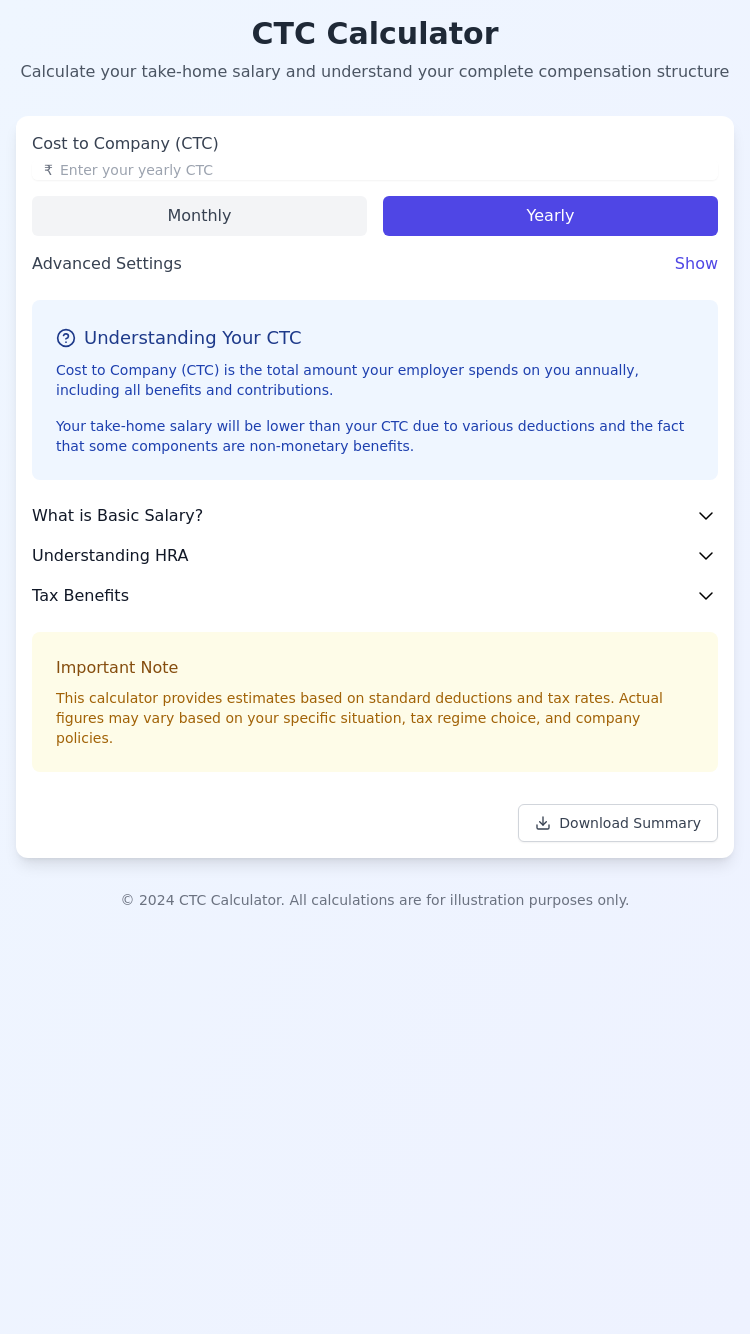 CTC Calculator
Calculate your take-home salary and understand your complete compensation structure
Cost to Company (CTC)
₹ Enter your yearly CTC
Monthly
Yearly
Advanced Settings
Show
Understanding Your CTC
Cost to Company (CTC) is the total amount your employer spends on you annually,
including all benefits and contributions.
Your take-home salary will be lower than your CTC due to various deductions and the fact
that some components are non-monetary benefits.
What is Basic Salary?
Understanding HRA
Tax Benefits
Important Note
This calculator provides estimates based on standard deductions and tax rates. Actual
figures may vary based on your specific situation, tax regime choice, and company
policies.
Download Summary
© 2024 CTC Calculator. All calculations are for illustration purposes only.